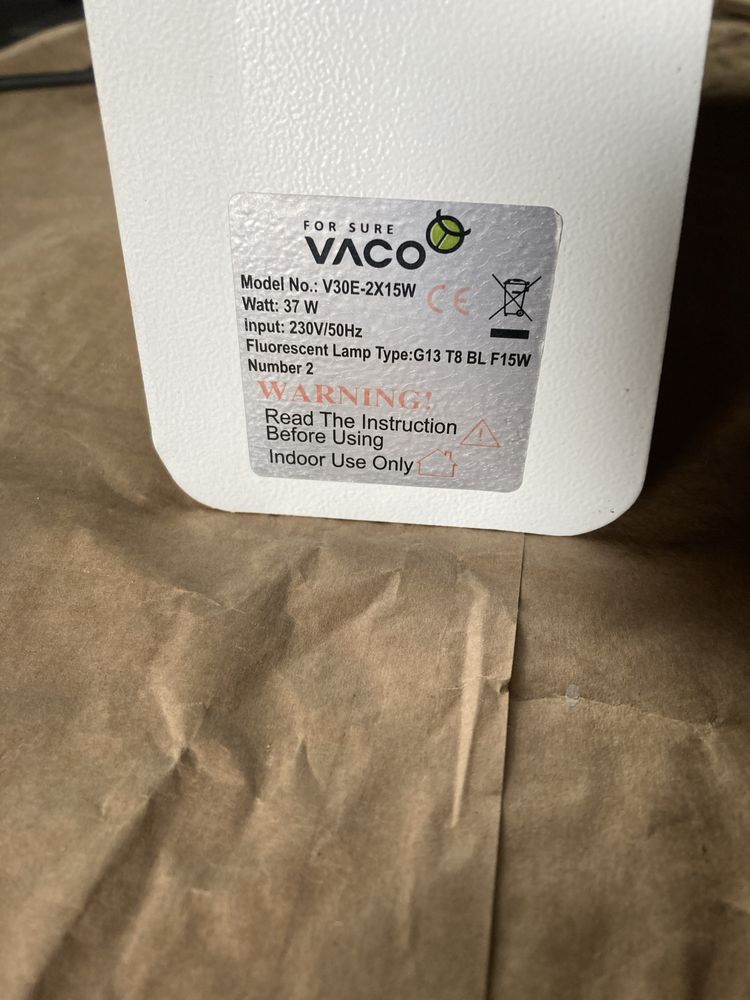 FOR SURE
VACO
Model No.: V30E-2X15W
Watt: 37 W
input: 230V/50Hz
Fluorescent Lamp Type:G13 T8 BL F15W
Number 2
WARNING!
Read The Instruction
Before Using
Indoor Use Only